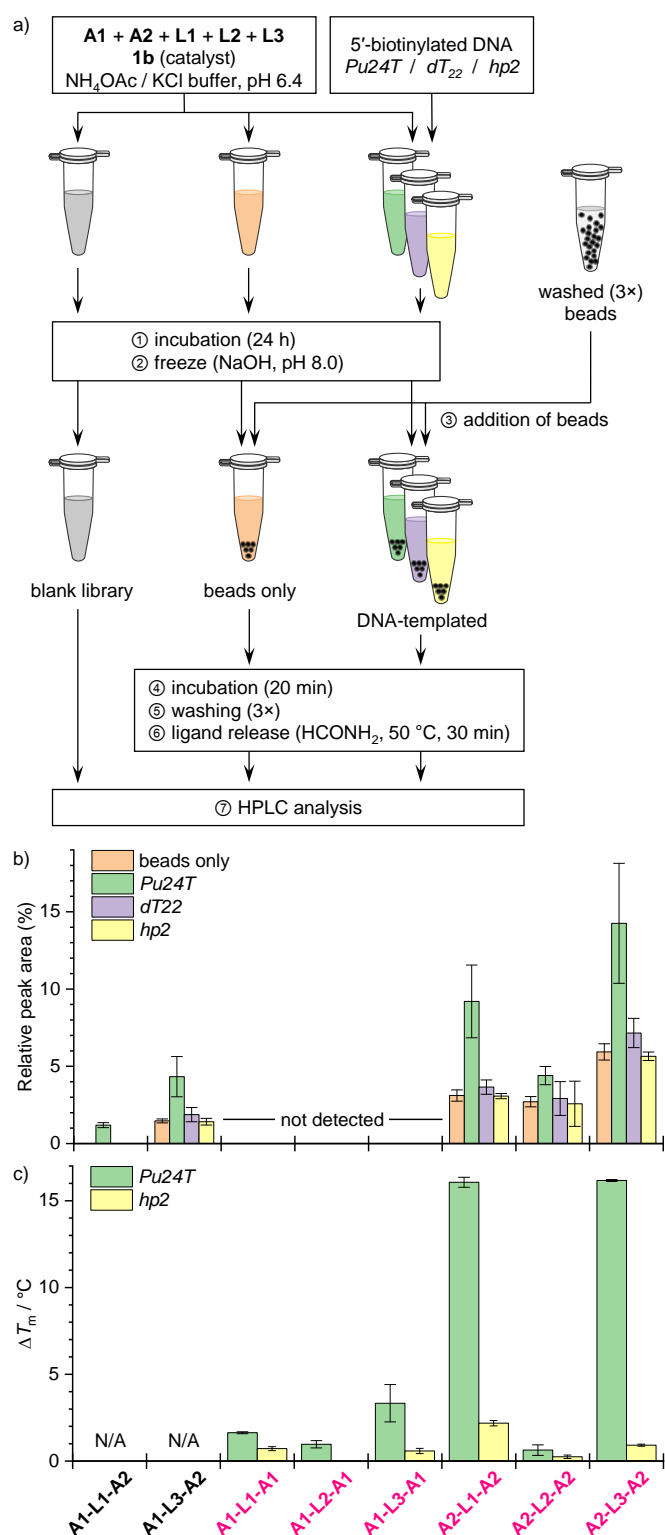 a)
A1 + A2 + L1 + L2 + L3
1b (catalyst)
NH₄OAc / KCl buffer, pH 6.4
5′-biotinylated DNA
Pu24T / dT₂₂ / hp2
washed (3×)
beads
① incubation (24 h)
② freeze (NaOH, pH 8.0)
③ addition of beads
blank library
beads only
DNA-templated
④ incubation (20 min)
⑤ washing (3×)
⑥ ligand release (HCONH₂, 50 °C, 30 min)
⑦ HPLC analysis
b)
beads only
Pu24T
dT22
hp2
Relative peak area (%)
15
10
5
0
not detected
c)
Pu24T
hp2
ΔTₘ / °C
15
10
5
0
N/A
N/A
A1-L1-A2
A1-L3-A2
A1-L1-A1
A1-L2-A1
A1-L3-A1
A2-L1-A2
A2-L2-A2
A2-L3-A2